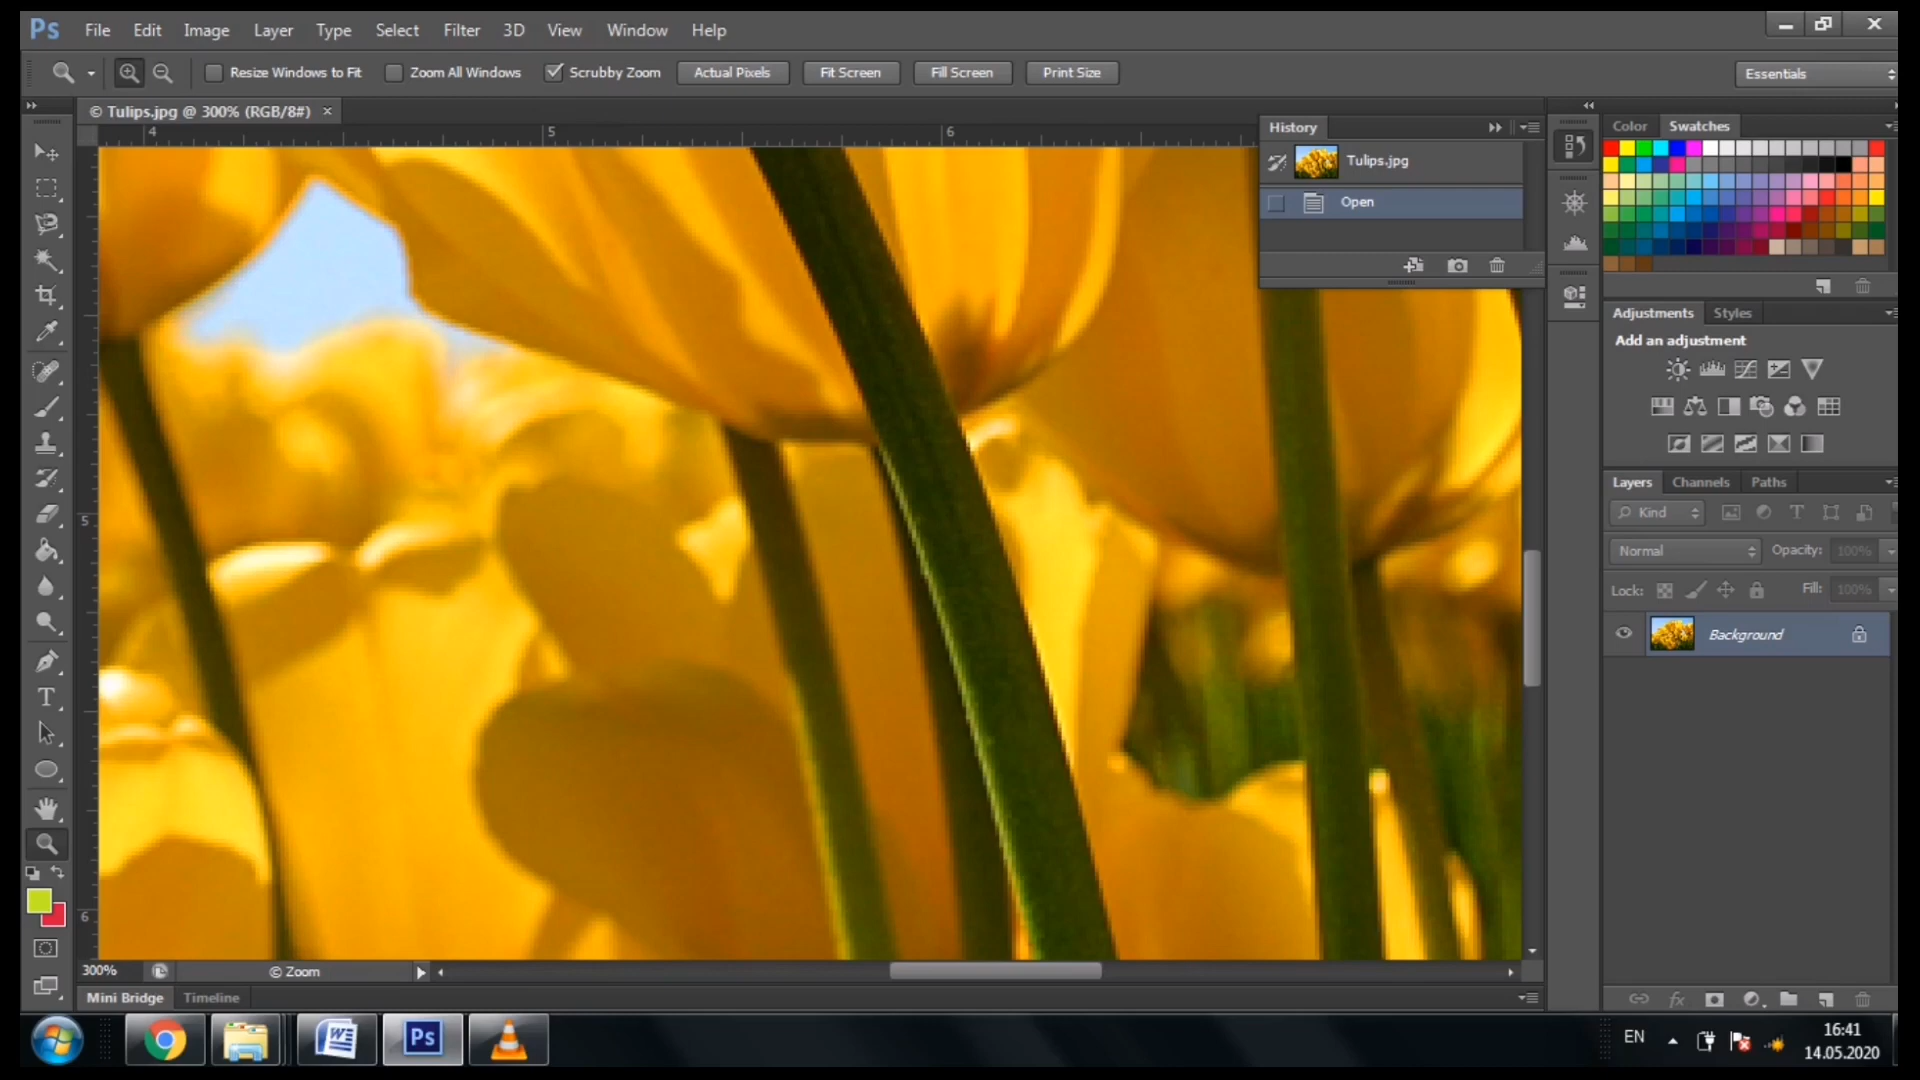 Ps File Edit Image Layer Type Select Filter 3D View Window Help
Resize Windows to Fit Zoom All Windows Scrubby Zoom Actual Pixels Fit Screen Fill Screen Print Size Essentials
© Tulips.jpg @ 300% (RGB/8#) ×
4 5 6
History
Tulips.jpg
Open
Color Swatches
Adjustments Styles
Add an adjustment
Layers Channels Paths
Kind
Normal Opacity: 100%
Lock: Fill: 100%
Background
5
6
300% © Zoom
Mini Bridge Timeline
fx
W Ps EN 16:41
14.05.2020